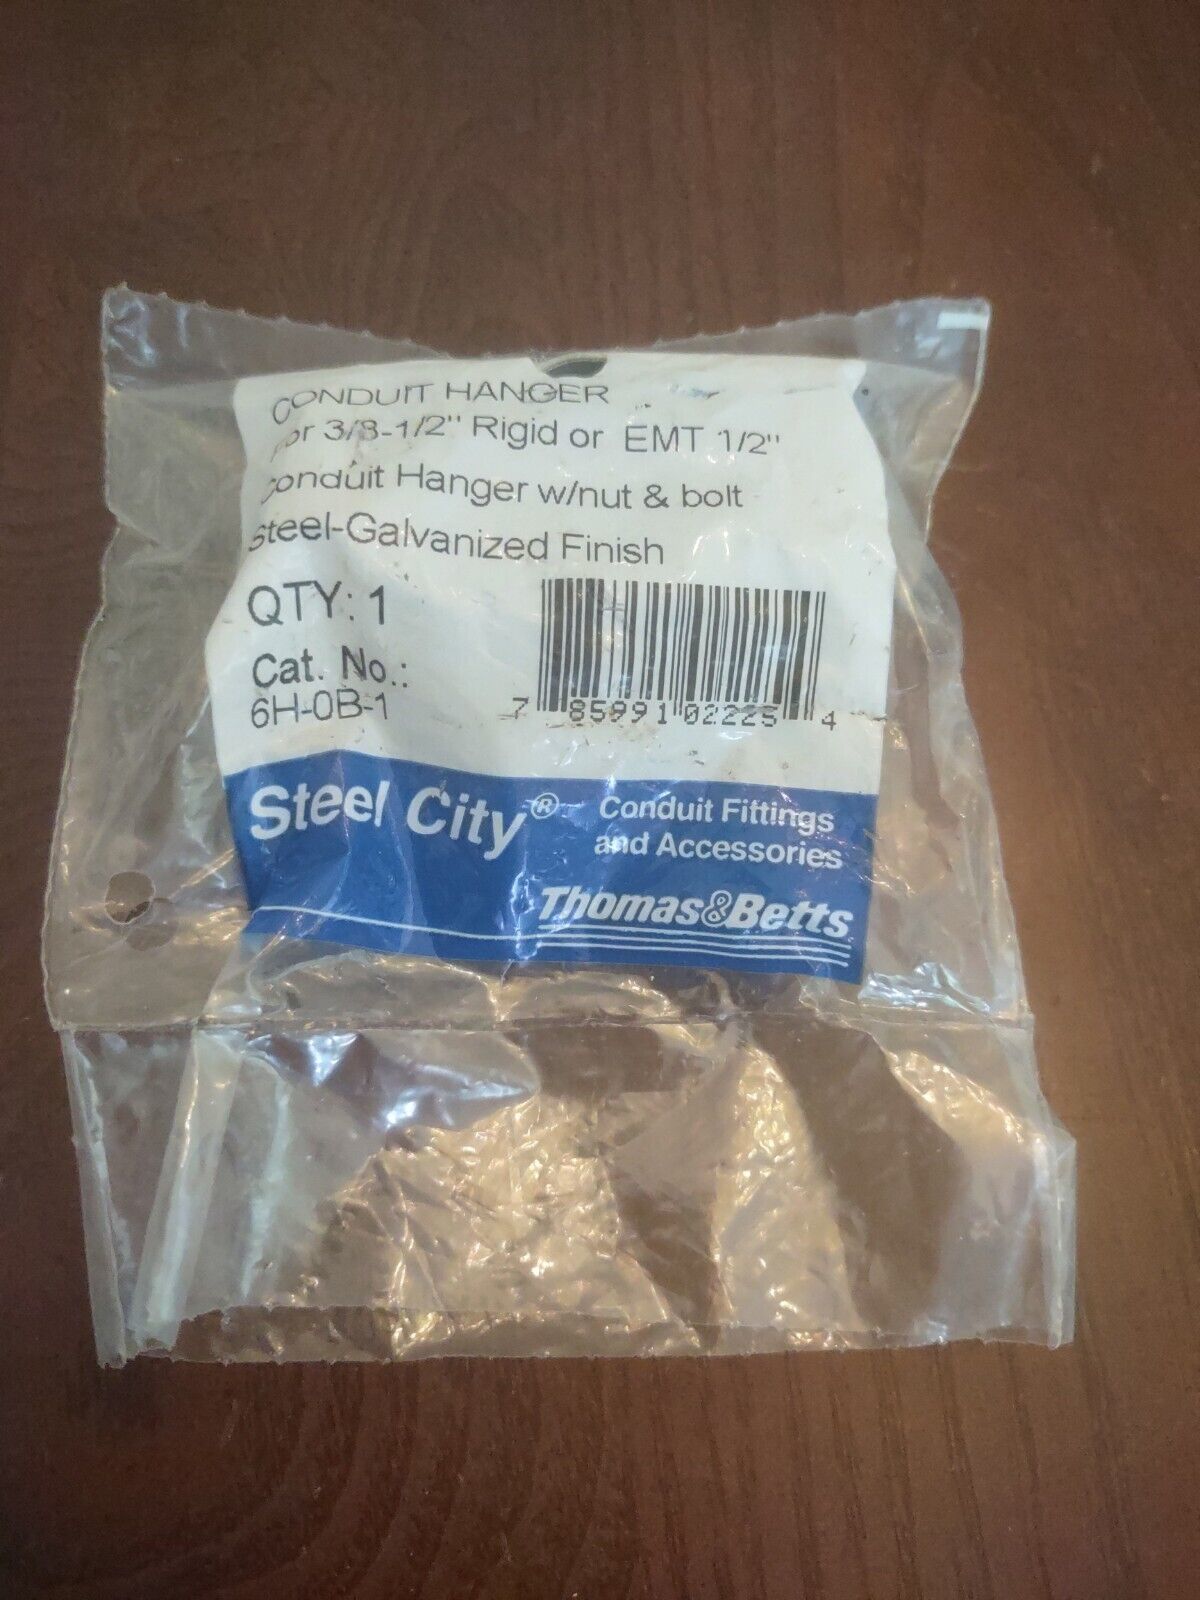 CONDUIT HANGER
For 3/8-1/2" Rigid or EMT 1/2"
Conduit Hanger w/nut & bolt
Steel-Galvanized Finish
QTY: 1
Cat. No.:
6H-0B-1
7 85991 02225 4
Steel City® Conduit Fittings
and Accessories
Thomas&Betts